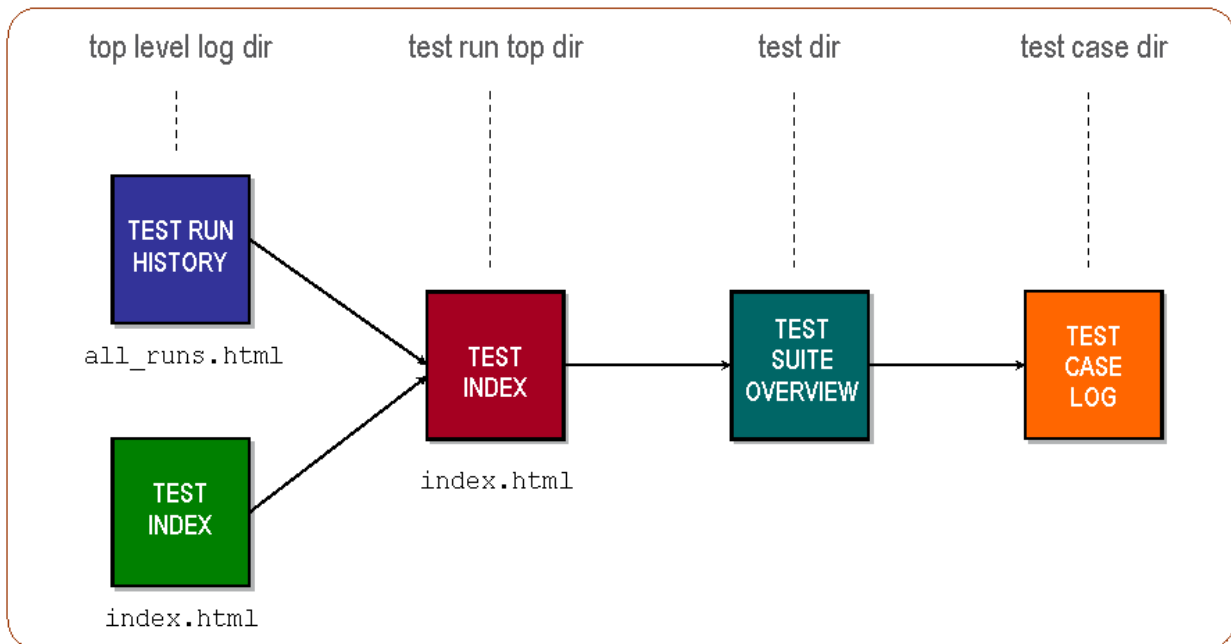 top level log dir
test run top dir
test dir
test case dir
TEST RUN
HISTORY
all_runs.html
TEST
INDEX
index.html
TEST
INDEX
index.html
TEST
SUITE
OVERVIEW
TEST
CASE
LOG